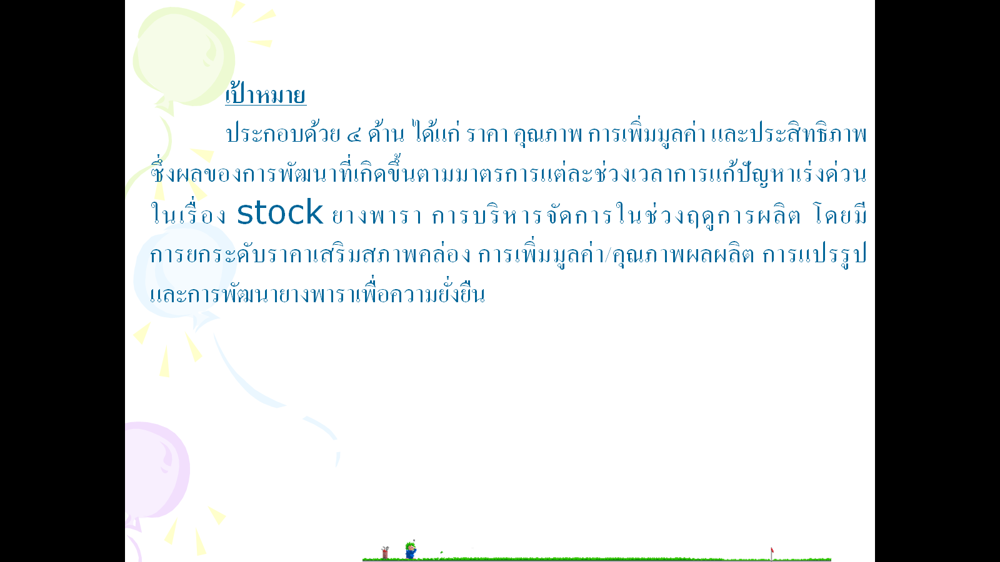 เป้าหมาย
ประกอบด้วย ๔ ด้าน ได้แก่ ราคา คุณภาพ การเพิ่มมูลค่า และประสิทธิภาพ
ซึ่งผลของการพัฒนาที่เกิดขึ้นตามมาตรการแต่ละช่วงเวลาการแก้ปัญหาเร่งด่วน
ในเรื่อง stock ยางพารา การบริหารจัดการในช่วงฤดูการผลิต โดยมี
การยกระดับราคาเสริมสภาพคล่อง การเพิ่มมูลค่า/คุณภาพผลผลิต การแปรรูป
และการพัฒนายางพาราเพื่อความยั่งยืน